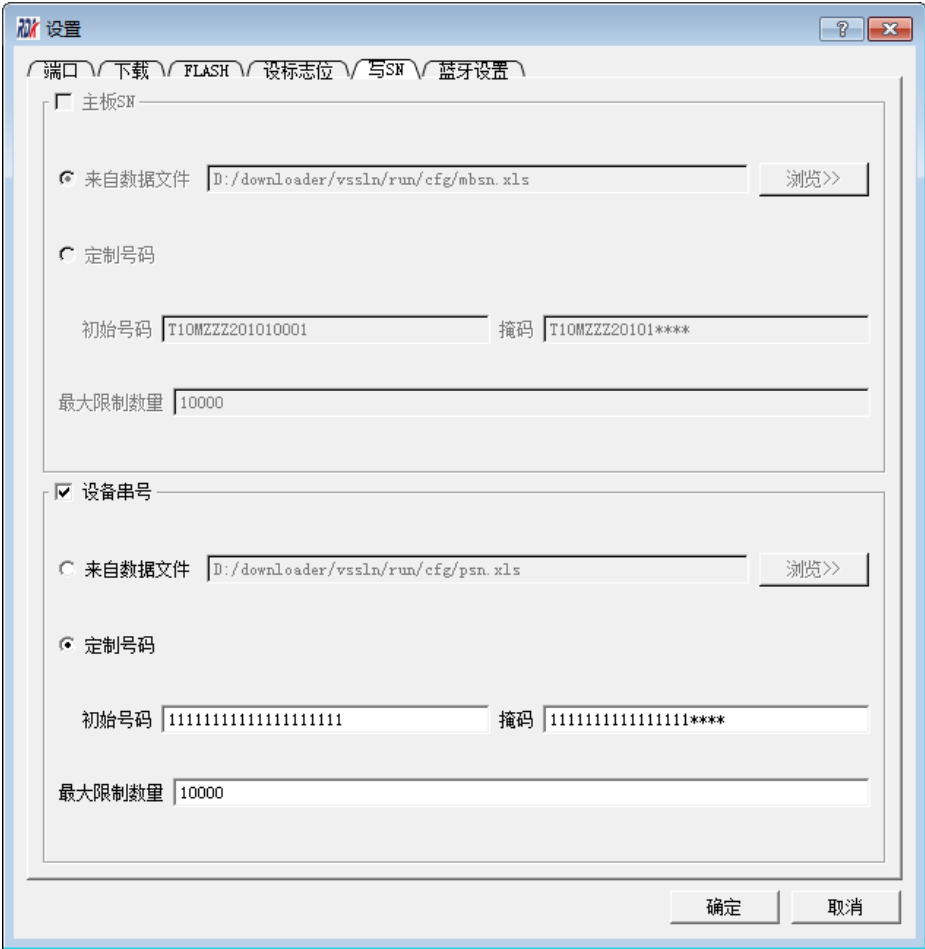 RDX 设置
端口 下载 FLASH 设标志位 写SN 蓝牙设置
主板SN
来自数据文件 D:/downloader/vssln/run/cfg/mbsn.xls 浏览>>
定制号码
初始号码 T10MZZZ201010001 掩码 T10MZZZ20101****
最大限制数量 10000
设备串号
来自数据文件 D:/downloader/vssln/run/cfg/psn.xls 浏览>>
定制号码
初始号码 11111111111111111111 掩码 1111111111111111****
最大限制数量 10000
确定 取消